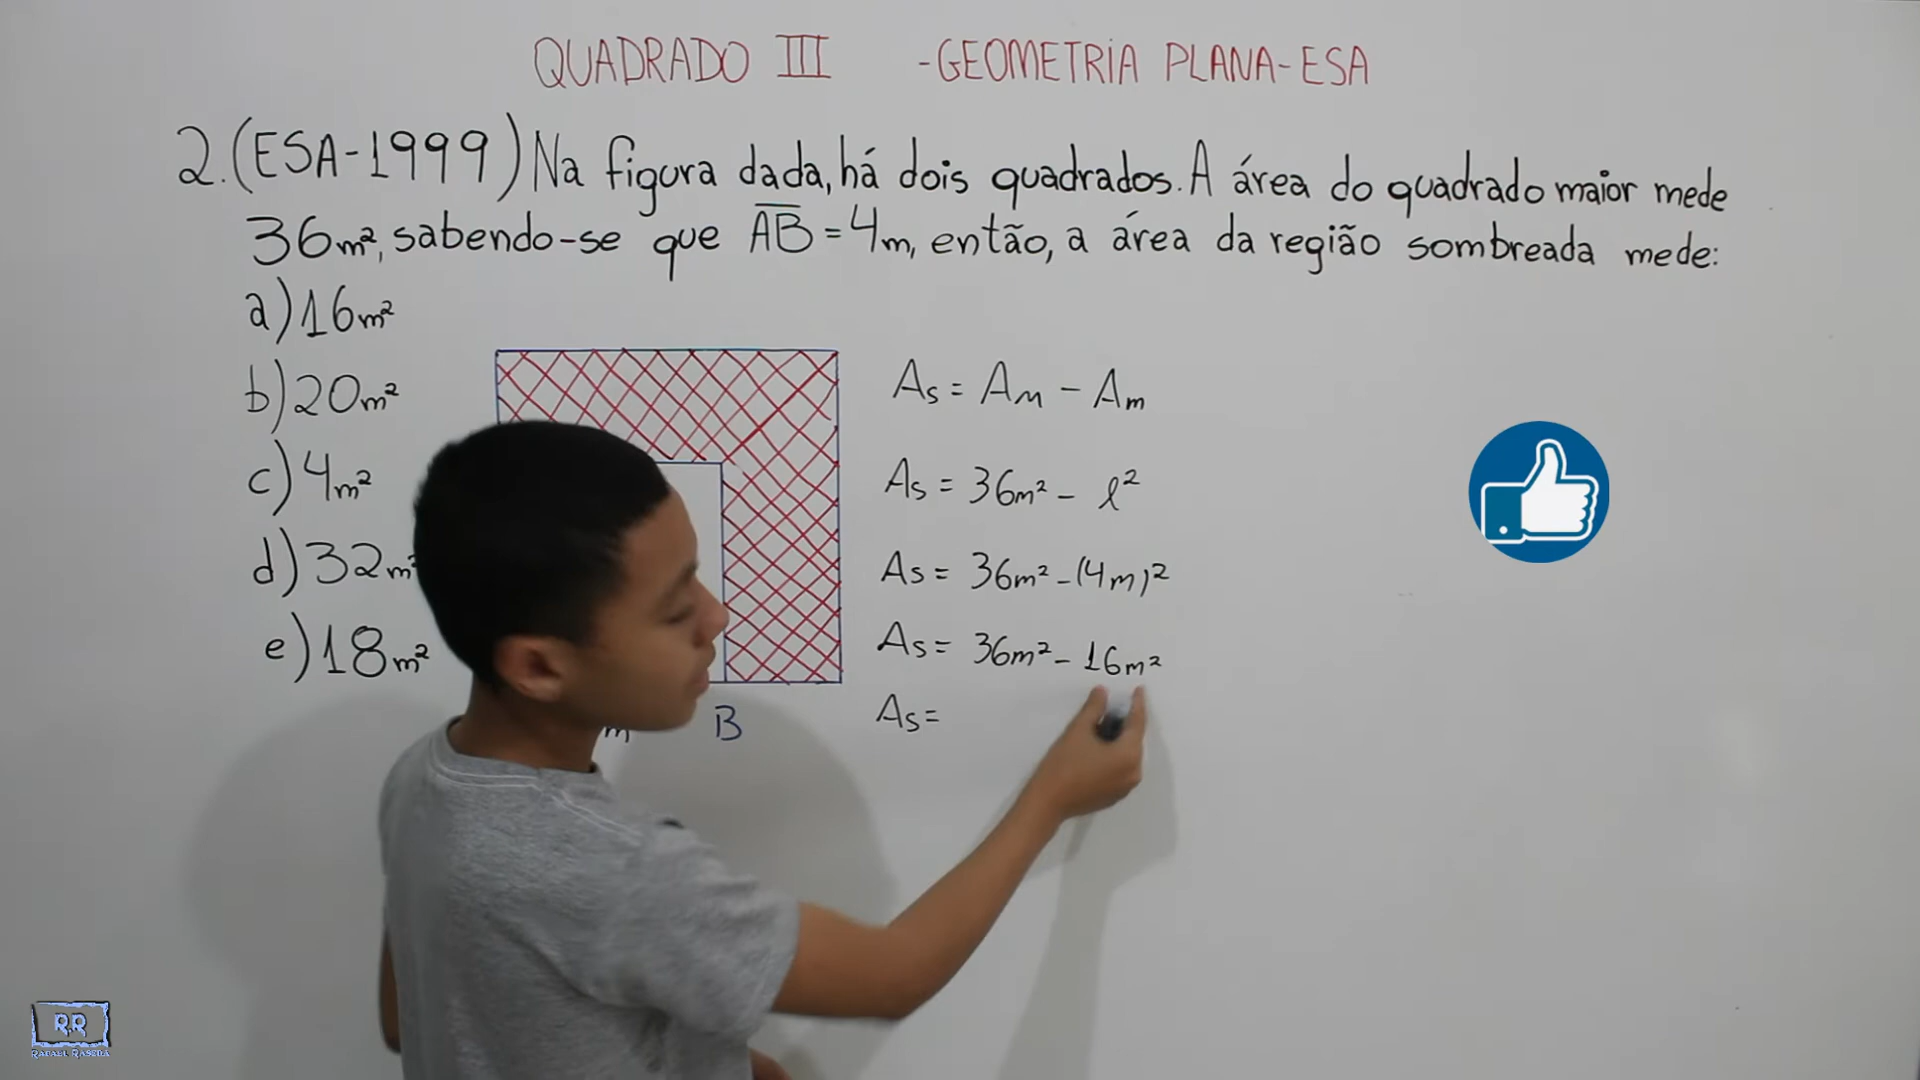 QUADRADO III -GEOMETRIA PLANA-ESA
2.(ESA-1999) Na figura dada, há dois quadrados. A área do quadrado maior mede
36m², sabendo-se que A̅B̅ = 4m, então, a área da região sombreada mede:
a) 16m²
b) 20m²
c) 4m²
d) 32m²
e) 18m²
m B
As = AM - Am
As = 36m² - l²
As = 36m² - (4m)²
As = 36m² - 16m²
As =
RR